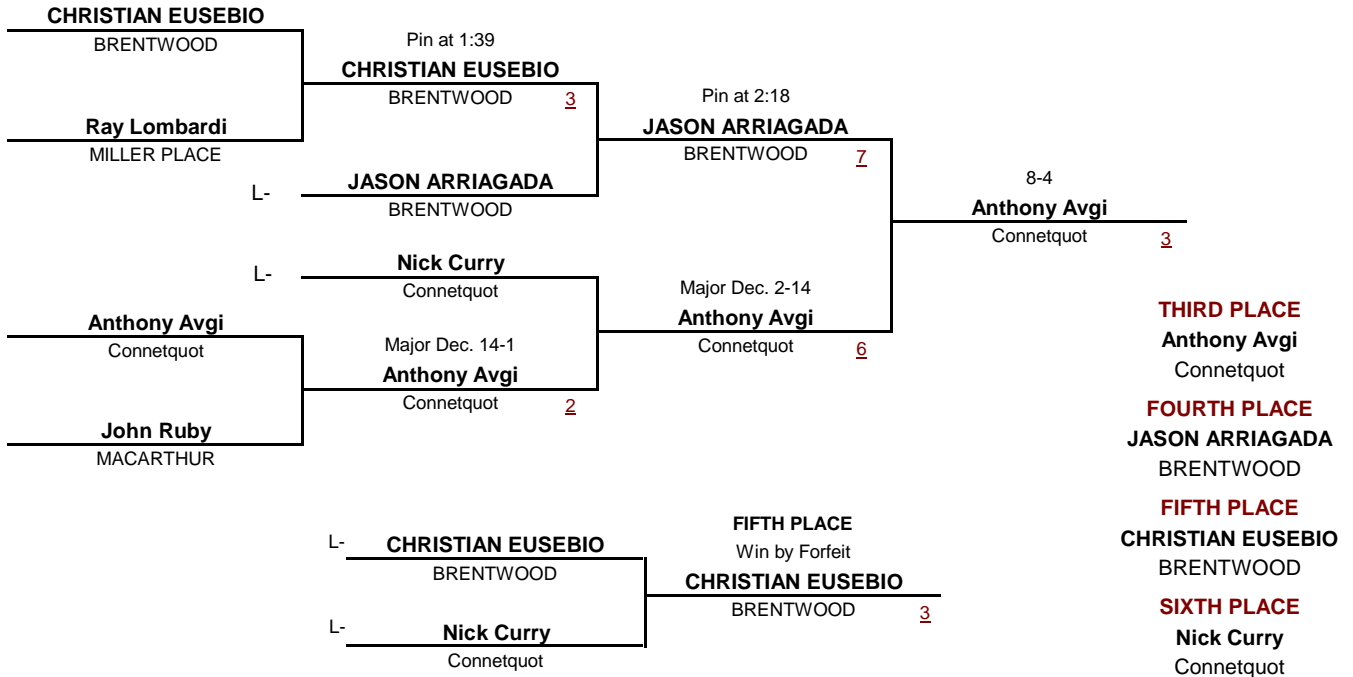 CHRISTIAN EUSEBIO
BRENTWOOD
Ray Lombardi
MILLER PLACE
Pin at 1:39
CHRISTIAN EUSEBIO
BRENTWOOD 3
L- JASON ARRIAGADA
BRENTWOOD
Pin at 2:18
JASON ARRIAGADA
BRENTWOOD 7
L- Nick Curry
Connetquot
Anthony Avgi
Connetquot
John Ruby
MACARTHUR
Major Dec. 14-1
Anthony Avgi
Connetquot 2
Major Dec. 2-14
Anthony Avgi
Connetquot 6
8-4
Anthony Avgi
Connetquot 3
L- CHRISTIAN EUSEBIO
BRENTWOOD
L- Nick Curry
Connetquot
FIFTH PLACE
Win by Forfeit
CHRISTIAN EUSEBIO
BRENTWOOD 3
THIRD PLACE
Anthony Avgi
Connetquot
FOURTH PLACE
JASON ARRIAGADA
BRENTWOOD
FIFTH PLACE
CHRISTIAN EUSEBIO
BRENTWOOD
SIXTH PLACE
Nick Curry
Connetquot